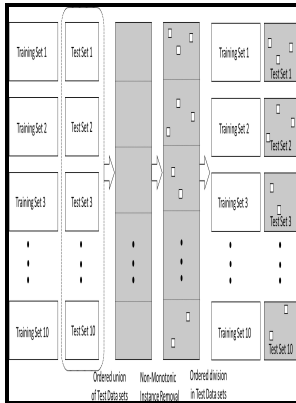 Training Set 1
Test Set 1
Training Set 1
Test Set 1
Training Set 2
Test Set 2
Training Set 2
Test Set 2
Training Set 3
Test Set 3
Training Set 3
Test Set 3
Training Set 10
Test Set 10
Training Set 10
Test Set 10
Ordered union
of Test Data sets
Non-Monotonic
Instance Removal
Ordered division
in Test Data sets